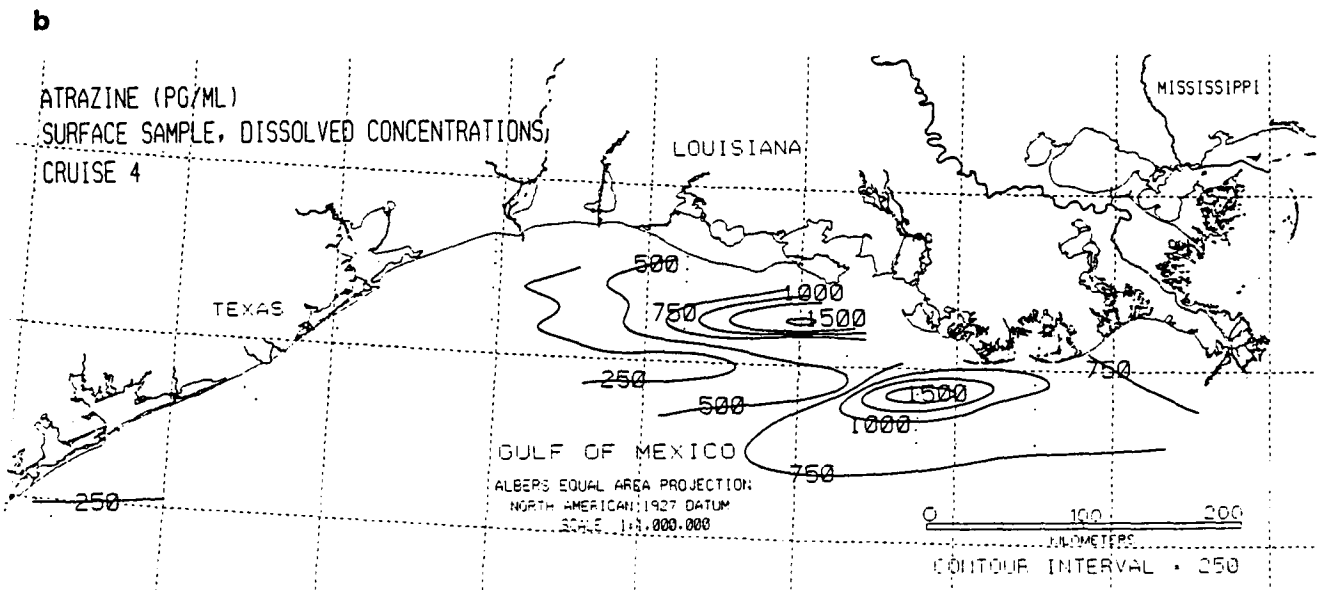 b
ATRAZINE (PG/ML)
SURFACE SAMPLE, DISSOLVED CONCENTRATIONS
CRUISE 4
MISSISSIPPI
LOUISIANA
TEXAS
500
1000
750
1500
250
500
750
1500
1000
750
250
GULF OF MEXICO
ALBERS EQUAL AREA PROJECTION
NORTH AMERICAN 1927 DATUM
SCALE
0 100 200
KILOMETERS
CONTOUR INTERVAL = 250